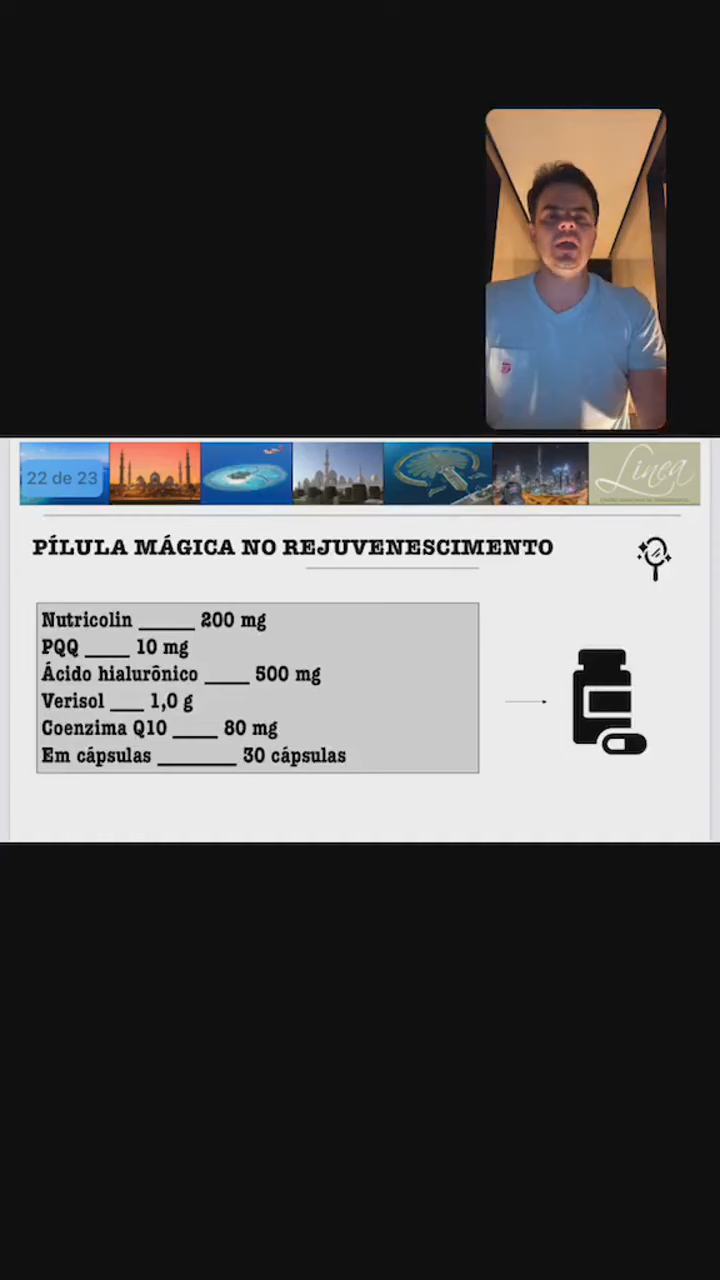 22 de 23
Linea
PÍLULA MÁGICA NO REJUVENESCIMENTO
Nutricolin _____ 200 mg
PQQ ____ 10 mg
Ácido hialurônico ____ 500 mg
Verisol ___ 1,0 g
Coenzima Q10 ____ 80 mg
Em cápsulas _______ 30 cápsulas